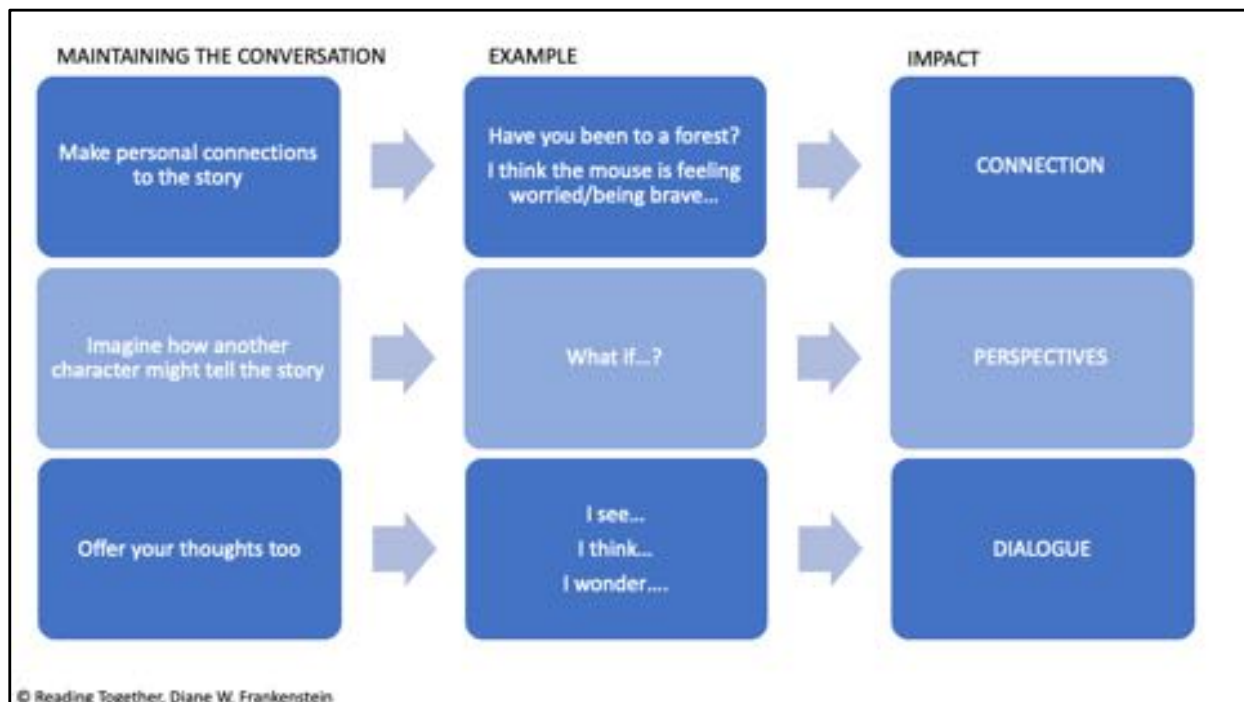 MAINTAINING THE CONVERSATION
EXAMPLE
IMPACT
Make personal connections
to the story
Have you been to a forest?
I think the mouse is feeling
worried/being brave...
CONNECTION
Imagine how another
character might tell the story
What if...?
PERSPECTIVES
Offer your thoughts too
I see...
I think...
I wonder....
DIALOGUE
© Reading Together, Diane W. Frankenstein